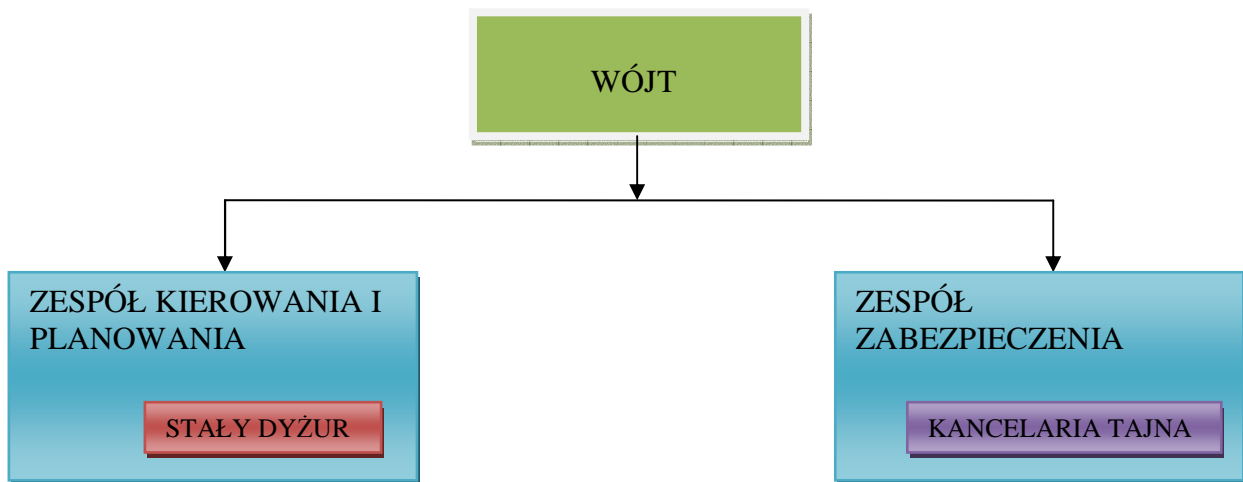 WÓJT
ZESPÓŁ KIEROWANIA I
PLANOWANIA
STAŁY DYŻUR
ZESPÓŁ
ZABEZPIECZENIA
KANCELARIA TAJNA